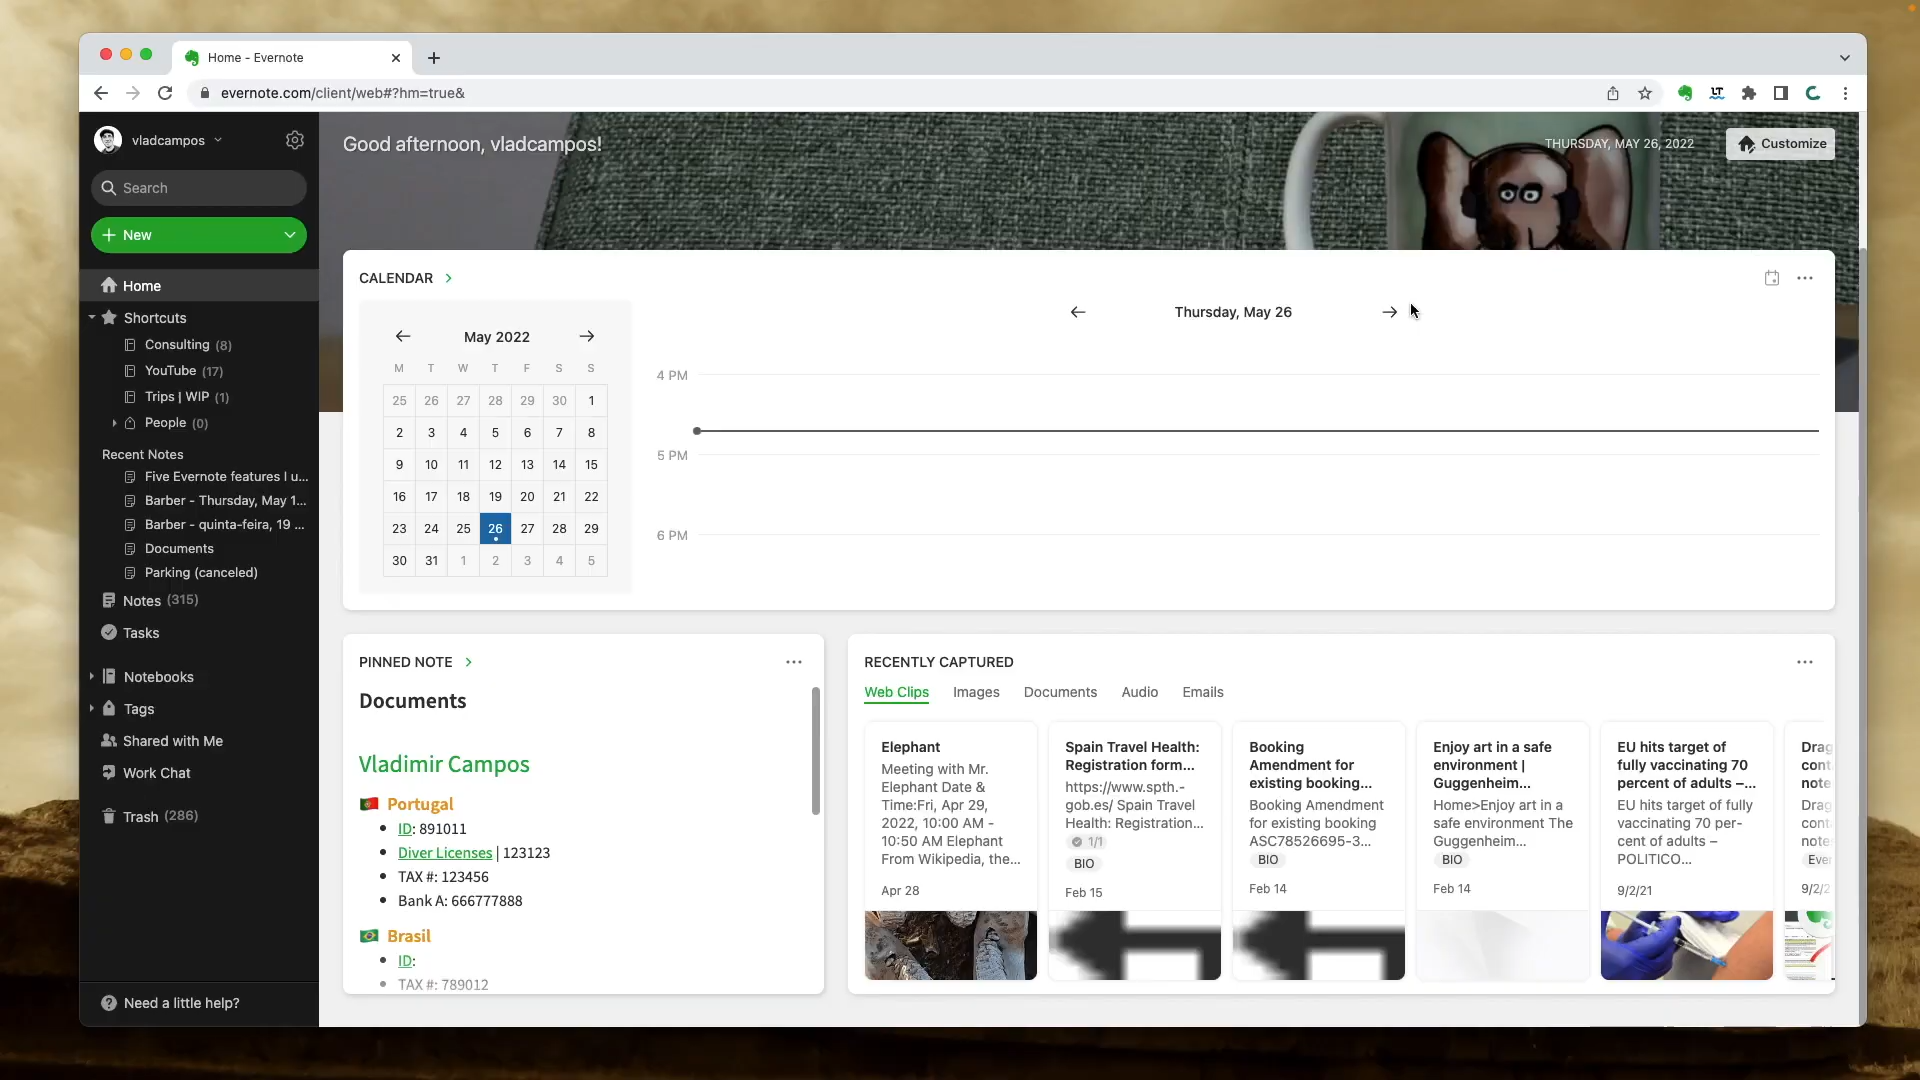 Home - Evernote
evernote.com/client/web#?hm=true&
vladcampos
Search
New
Home
Shortcuts
Consulting (8)
YouTube (17)
Trips | WIP (1)
People (0)
Recent Notes
Five Evernote features I u...
Barber - Thursday, May 1...
Barber - quinta-feira, 19 ...
Documents
Parking (canceled)
Notes (315)
Tasks
Notebooks
Tags
Shared with Me
Work Chat
Trash (286)
Need a little help?
Good afternoon, vladcampos!
THURSDAY, MAY 26, 2022
Customize
CALENDAR
May 2022
M T W T F S S
25 26 27 28 29 30 1
2 3 4 5 6 7 8
9 10 11 12 13 14 15
16 17 18 19 20 21 22
23 24 25 26 27 28 29
30 31 1 2 3 4 5
Thursday, May 26
4 PM
5 PM
6 PM
PINNED NOTE
Documents
Vladimir Campos
Portugal
ID: 891011
Diver Licenses | 123123
TAX #: 123456
Bank A: 666777888
Brasil
ID:
TAX #: 789012
RECENTLY CAPTURED
Web Clips Images Documents Audio Emails
Elephant
Meeting with Mr.
Elephant Date &
Time:Fri, Apr 29,
2022, 10:00 AM -
10:50 AM Elephant
From Wikipedia, the...
Apr 28
Spain Travel Health:
Registration form...
https://www.spth.-
gob.es/ Spain Travel
Health: Registration...
1/1
BIO
Feb 15
Booking
Amendment for
existing booking...
Booking Amendment
for existing booking
ASC78526695-3...
BIO
Feb 14
Enjoy art in a safe
environment |
Guggenheim...
Home>Enjoy art in a
safe environment The
Guggenheim...
BIO
Feb 14
EU hits target of
fully vaccinating 70
percent of adults –...
EU hits target of fully
vaccinating 70 per-
cent of adults –
POLITICO...
9/2/21
Drag
cont
note
Drag
cont
note
Ever
9/2/2